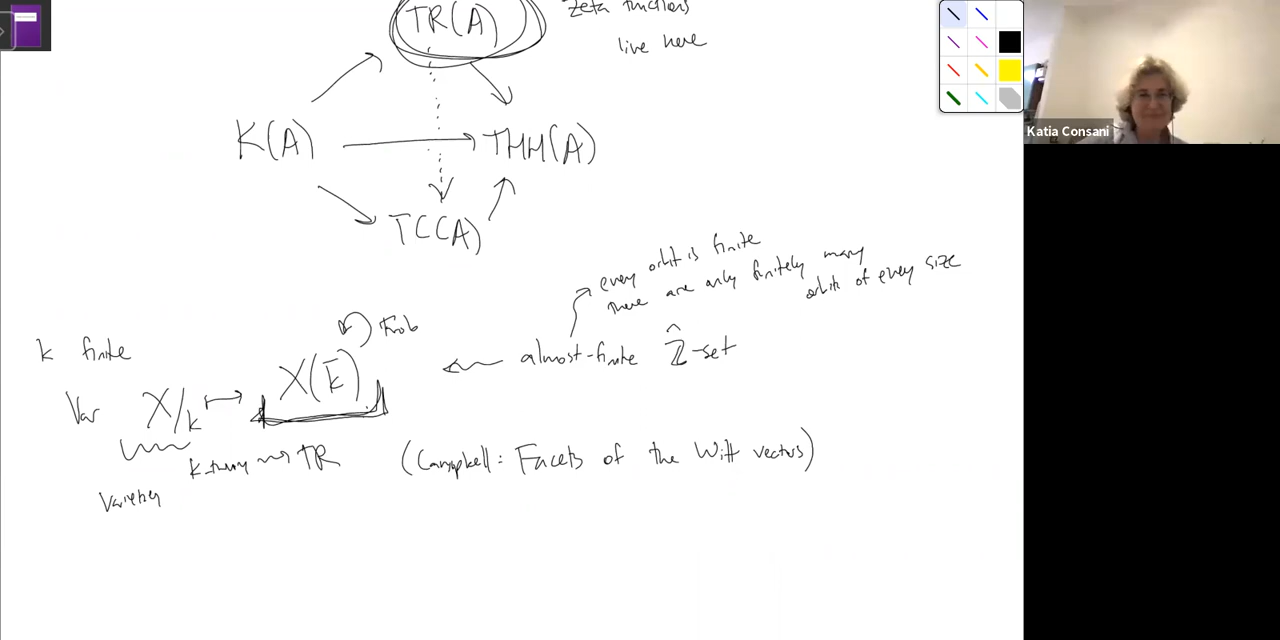 TR(A)
zeta functions
live here
K(A)
THH(A)
TC(A)
every orbit is finite
there are only finitely many
orbits of every size
k finite
Frob
Var X/k ↦ X(k̄)
almost-finite Ẑ-set
K-theory ⇝ TR
(Campbell: Facets of the Witt vectors)
Varieties
Katia Consani